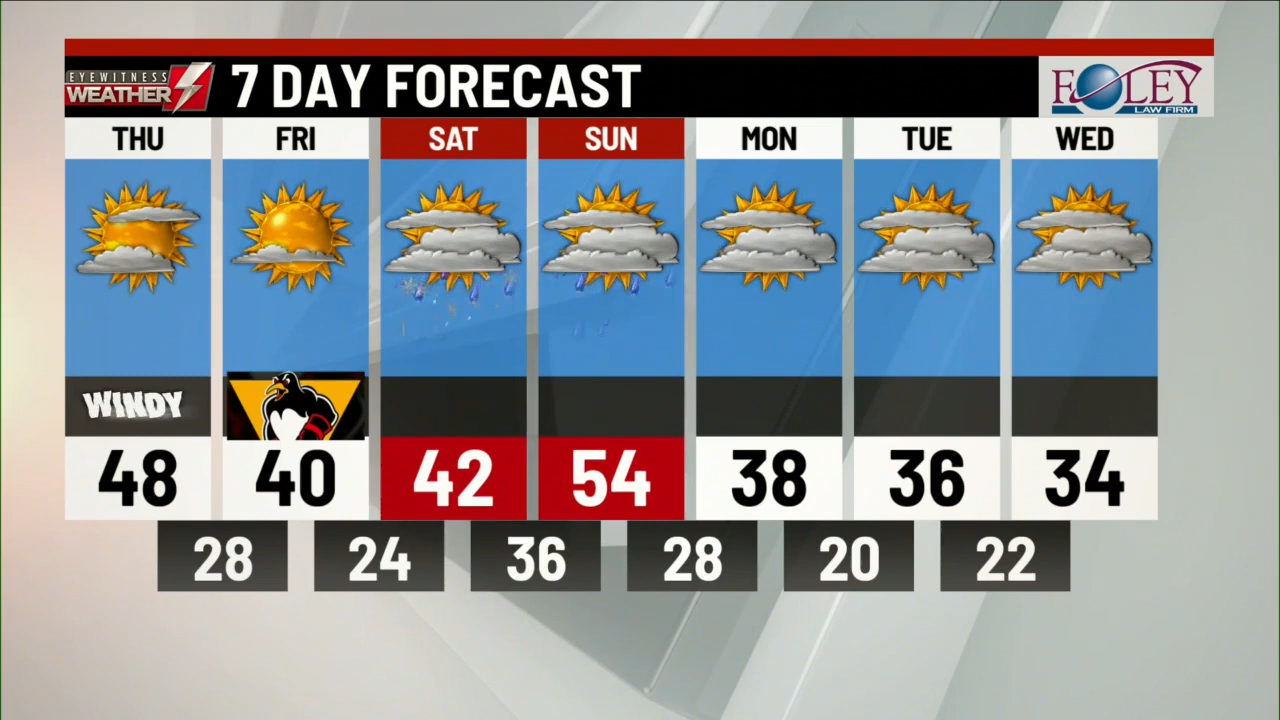 EYEWITNESS
WEATHER
7 DAY FORECAST
FOLEY
LAW FIRM
THU FRI SAT SUN MON TUE WED
WINDY
48 40 42 54 38 36 34
28 24 36 28 20 22